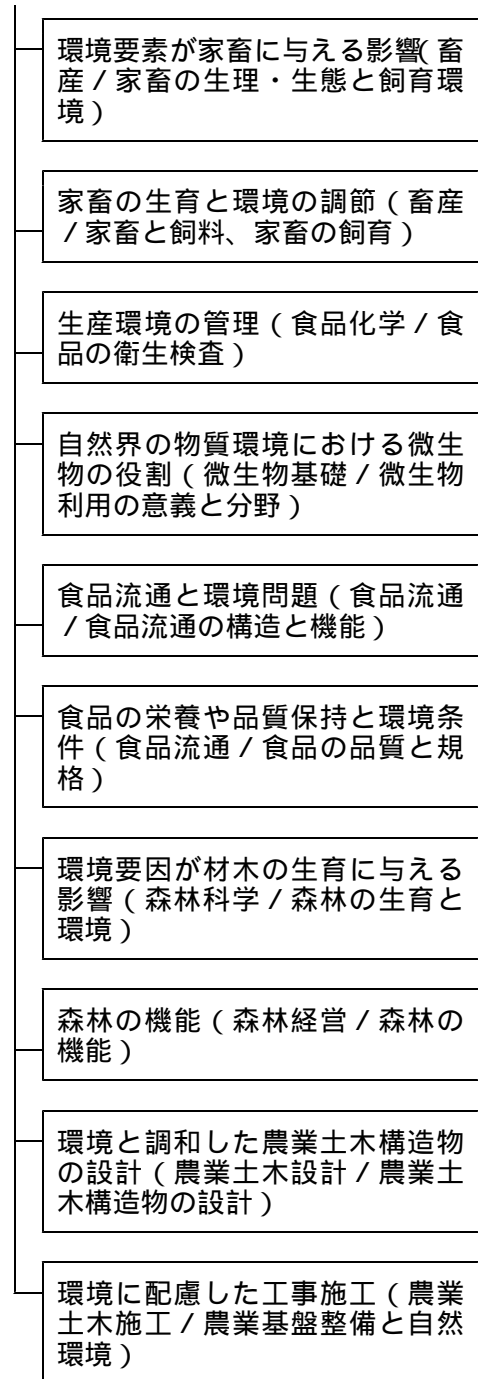 環境要素が家畜に与える影響(畜
産/家畜の生理・生態と飼育環
境)
家畜の生育と環境の調節(畜産
/家畜と飼料、家畜の飼育)
生産環境の管理(食品化学/食
品の衛生検査)
自然界の物質環境における微生
物の役割(微生物基礎/微生物
利用の意義と分野)
食品流通と環境問題(食品流通
/食品流通の構造と機能)
食品の栄養や品質保持と環境条
件(食品流通/食品の品質と規
格)
環境要因が材木の生育に与える
影響(森林科学/森林の生育と
環境)
森林の機能(森林経営/森林の
機能)
環境と調和した農業土木構造物
の設計(農業土木設計/農業土
木構造物の設計)
環境に配慮した工事施工(農業
土木施工/農業基盤整備と自然
環境)